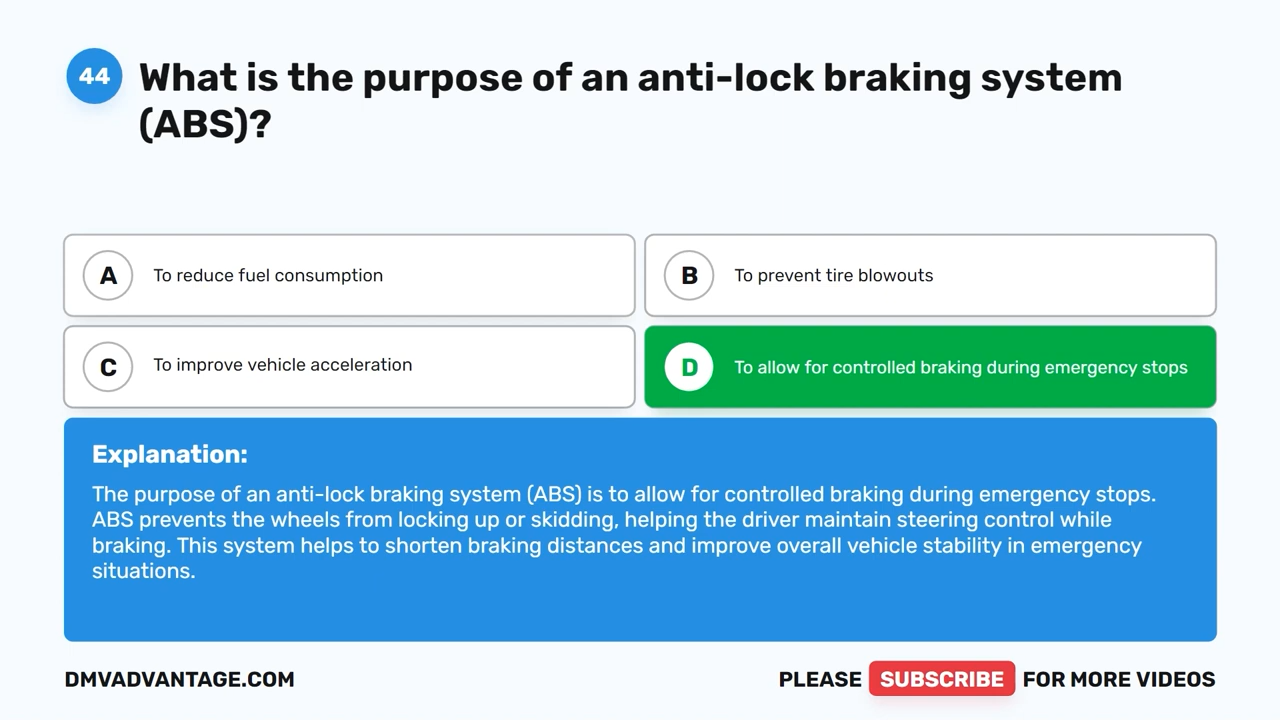 44
What is the purpose of an anti-lock braking system
(ABS)?
A To reduce fuel consumption
B To prevent tire blowouts
C To improve vehicle acceleration
D To allow for controlled braking during emergency stops
Explanation:
The purpose of an anti-lock braking system (ABS) is to allow for controlled braking during emergency stops.
ABS prevents the wheels from locking up or skidding, helping the driver maintain steering control while
braking. This system helps to shorten braking distances and improve overall vehicle stability in emergency
situations.
DMVADVANTAGE.COM
PLEASE SUBSCRIBE FOR MORE VIDEOS